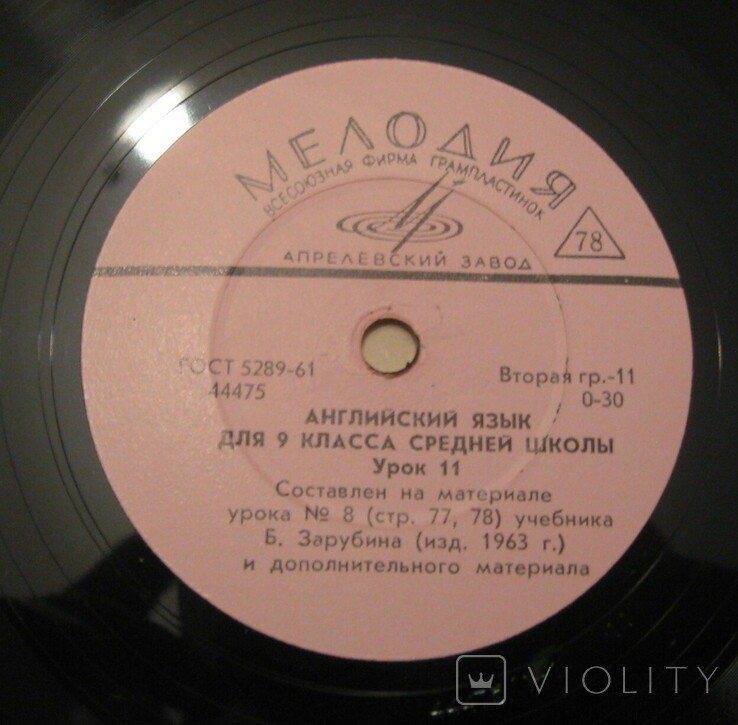 МЕЛОДИЯ
ВСЕСОЮЗНАЯ ФИРМА ГРАМПЛАСТИНОК
78
АПРЕЛЕВСКИЙ ЗАВОД
ГОСТ 5289-61
44475
Вторая гр.-11
0-30
АНГЛИЙСКИЙ ЯЗЫК
ДЛЯ 9 КЛАССА СРЕДНЕЙ ШКОЛЫ
Урок 11
Составлен на материале
урока № 8 (стр. 77, 78) учебника
Б. Зарубина (изд. 1963 г.)
и дополнительного материала
VIOLITY